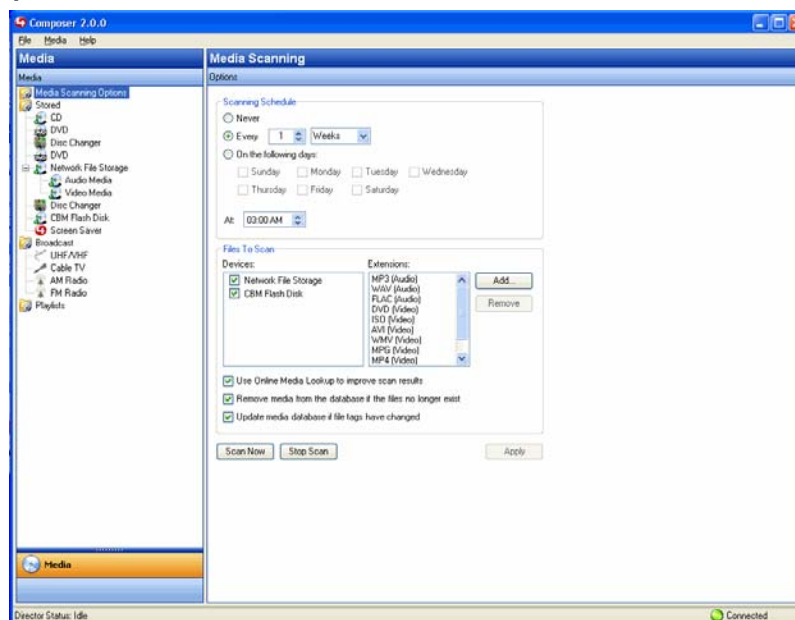 Composer 2.0.0
File Media Help
Media
Media
Media Scanning Options
Stored
CD
DVD
Disc Changer
DVD
Network File Storage
Audio Media
Video Media
Disc Changer
CBM Flash Disk
Screen Saver
Broadcast
UHF/VHF
Cable TV
AM Radio
FM Radio
Playlists
Media
Director Status: Idle
Media Scanning
Options
Scanning Schedule
Never
Every 1 Weeks
On the following days:
Sunday Monday Tuesday Wednesday
Thursday Friday Saturday
At: 03:00 AM
Files To Scan
Devices:
Network File Storage
CBM Flash Disk
Extensions:
MP3 (Audio)
WAV (Audio)
FLAC (Audio)
DVD (Video)
ISO (Video)
AVI (Video)
WMV (Video)
MPG (Video)
MP4 (Video)
Add...
Remove
Use Online Media Lookup to improve scan results
Remove media from the database if the files no longer exist
Update media database if file tags have changed
Scan Now Stop Scan Apply
Connected